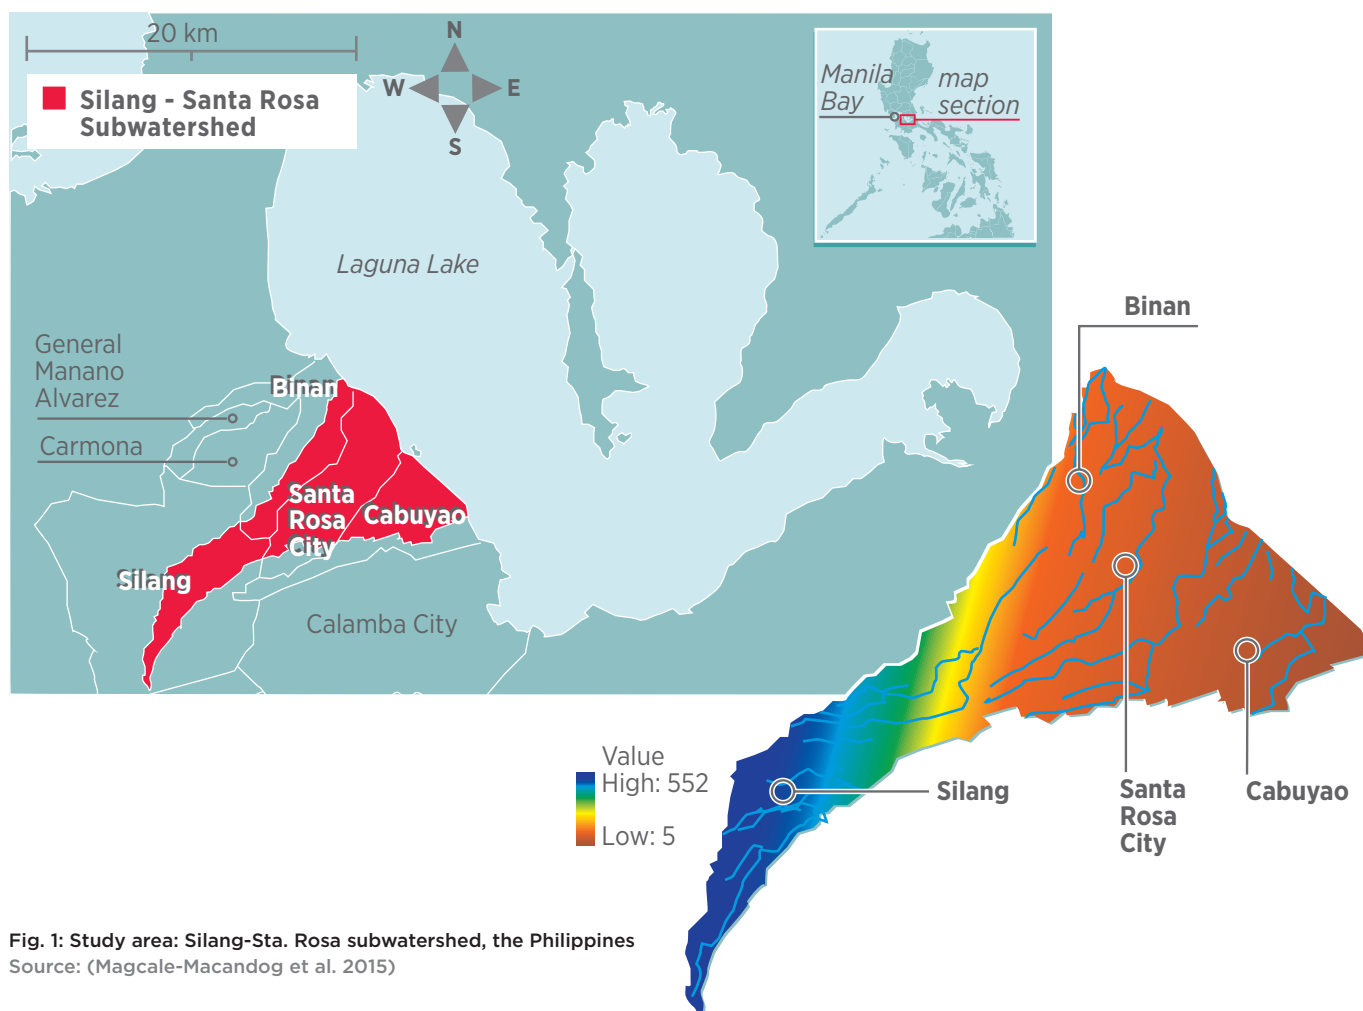 20 km
Silang - Santa Rosa
Subwatershed
N
W
E
S
Manila
Bay
map
section
Laguna Lake
General
Manano
Alvarez
Carmona
Binan
Santa
Rosa
City
Cabuyao
Silang
Calamba City
Binan
Value
High: 552
Low: 5
Silang
Santa
Rosa
City
Cabuyao
Fig. 1: Study area: Silang-Sta. Rosa subwatershed, the Philippines
Source: (Magcale-Macandog et al. 2015)